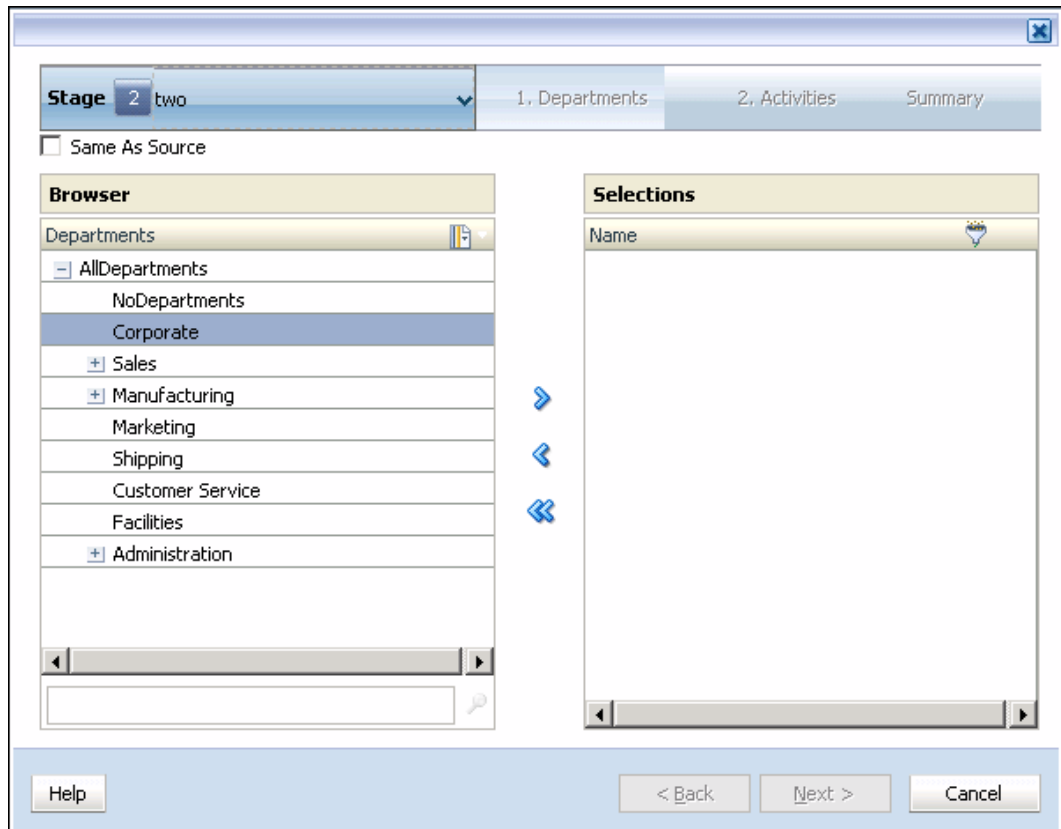 Stage 2 two
1. Departments
2. Activities
Summary
Same As Source
Browser
Departments
AllDepartments
NoDepartments
Corporate
Sales
Manufacturing
Marketing
Shipping
Customer Service
Facilities
Administration
Selections
Name
Help
< Back
Next >
Cancel